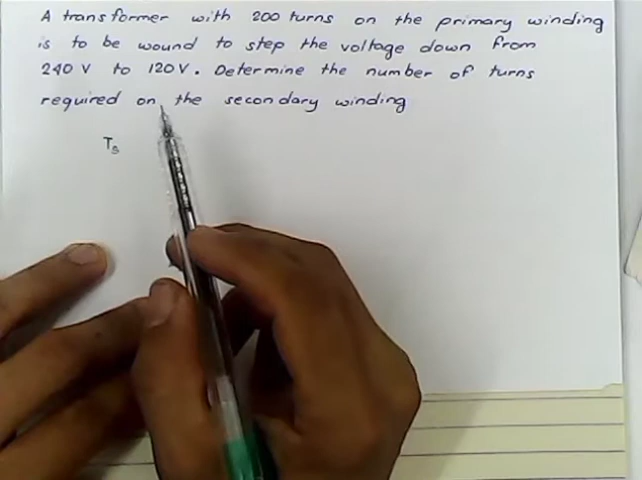 A transformer with 200 turns on the primary winding
is to be wound to step the voltage down from
240 V to 120V. Determine the number of turns
required on the secondary winding
Ts